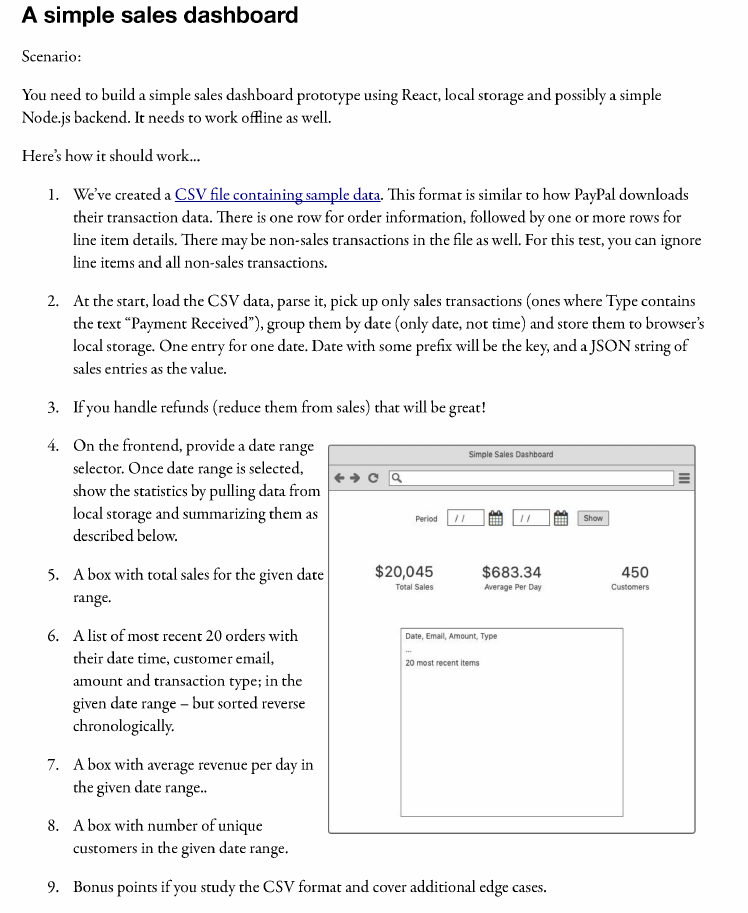 A simple sales dashboard
Scenario:
You need to build a simple sales dashboard prototype using React, local storage and possibly a simple
Node.js backend. It needs to work offline as well.
Here's how it should work...
1. We've created a CSV file containing sample data. This format is similar to how PayPal downloads
their transaction data. There is one row for order information, followed by one or more rows for
line item details. There may be non-sales transactions in the file as well. For this test, you can ignore
line items and all non-sales transactions.
2. At the start, load the CSV data, parse it, pick up only sales transactions (ones where Type contains
the text "Payment Received"), group them by date (only date, not time) and store them to browser's
local storage. One entry for one date. Date with some prefix will be the key, and a JSON string of
sales entries as the value.
3. If you handle refunds (reduce them from sales) that will be great!
4. On the frontend, provide a date range
selector. Once date range is selected,
show the statistics by pulling data from
local storage and summarizing them as
described below.
5. A box with total sales for the given date
range.
6. A list of most recent 20 orders with
their date time, customer email,
amount and transaction type; in the
given date range – but sorted reverse
chronologically.
7. A box with average revenue per day in
the given date range..
8. A box with number of unique
customers in the given date range.
Simple Sales Dashboard
Period / / / / Show
$20,045 $683.34 450
Total Sales Average Per Day Customers
Date, Email, Amount, Type
...
20 most recent items
9. Bonus points if you study the CSV format and cover additional edge cases.